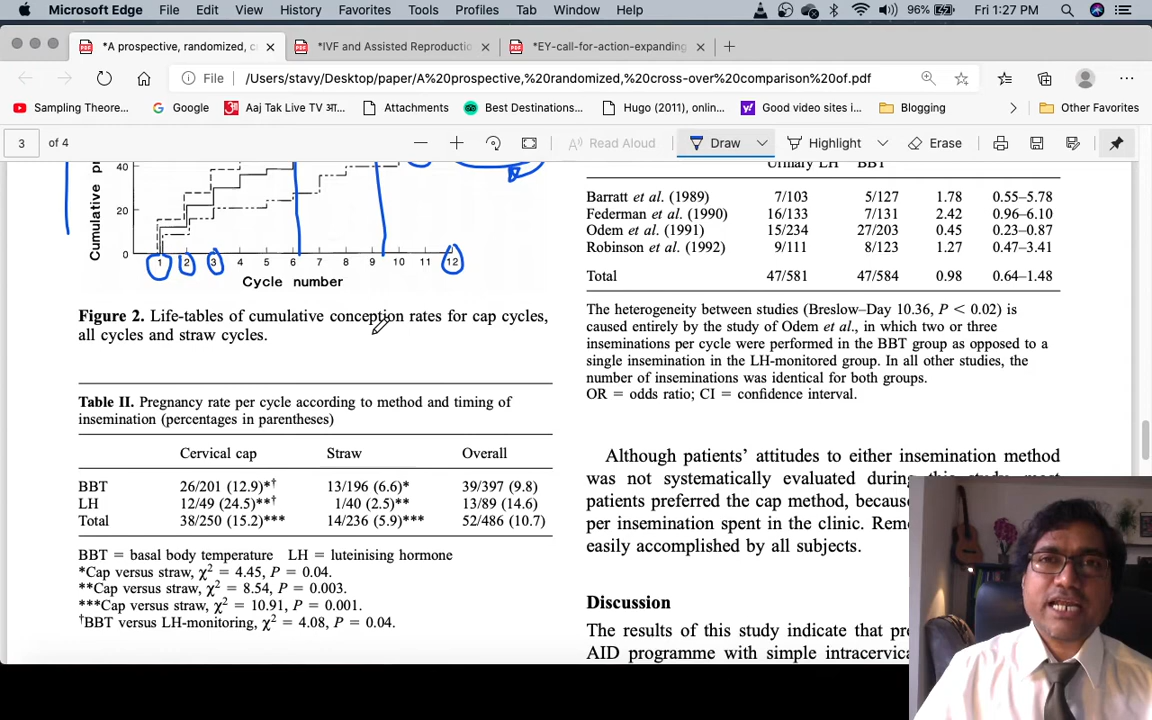 Microsoft Edge File Edit View History Favorites Tools Profiles Tab Window Help 96% Fri 1:27 PM
*A prospective, randomized, c *IVF and Assisted Reproductio *EY-call-for-action-expanding
File /Users/stavy/Desktop/paper/A%20prospective,%20randomized,%20cross-over%20comparison%20of.pdf
Sampling Theore... Google Aaj Tak Live TV आ... Attachments Best Destinations... Hugo (2011), onlin... Good video sites i... Blogging Other Favorites
3 of 4 Read Aloud Draw Highlight Erase
40
20
0
Cumulative
1 2 3 4 5 6 7 8 9 10 11 12
Cycle number
Figure 2. Life-tables of cumulative conception rates for cap cycles,
all cycles and straw cycles.
Table II. Pregnancy rate per cycle according to method and timing of
insemination (percentages in parentheses)
Cervical cap Straw Overall
BBT 26/201 (12.9)*† 13/196 (6.6)* 39/397 (9.8)
LH 12/49 (24.5)**† 1/40 (2.5)** 13/89 (14.6)
Total 38/250 (15.2)*** 14/236 (5.9)*** 52/486 (10.7)
BBT = basal body temperature LH = luteinising hormone
*Cap versus straw, χ² = 4.45, P = 0.04.
**Cap versus straw, χ² = 8.54, P = 0.003.
***Cap versus straw, χ² = 10.91, P = 0.001.
†BBT versus LH-monitoring, χ² = 4.08, P = 0.04.
Urinary LH BBT
Barratt et al. (1989) 7/103 5/127 1.78 0.55–5.78
Federman et al. (1990) 16/133 7/131 2.42 0.96–6.10
Odem et al. (1991) 15/234 27/203 0.45 0.23–0.87
Robinson et al. (1992) 9/111 8/123 1.27 0.47–3.41
Total 47/581 47/584 0.98 0.64–1.48
The heterogeneity between studies (Breslow–Day 10.36, P < 0.02) is
caused entirely by the study of Odem et al., in which two or three
inseminations per cycle were performed in the BBT group as opposed to a
single insemination in the LH-monitored group. In all other studies, the
number of inseminations was identical for both groups.
OR = odds ratio; CI = confidence interval.
Although patients' attitudes to either insemination method
was not systematically evaluated during this study, most
patients preferred the cap method, because
per insemination spent in the clinic.
easily accomplished by all subjects.
Discussion
The results of this study indicate that
AID programme with simple